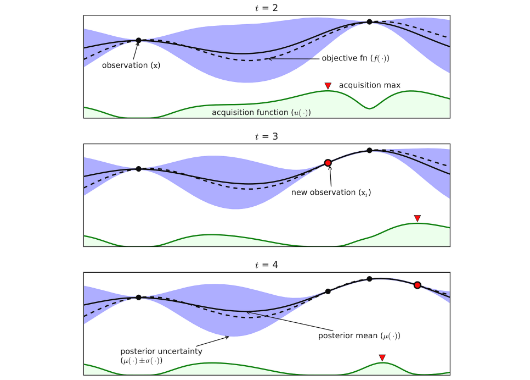 t = 2
observation (x)
objective fn (f(·))
acquisition max
acquisition function (u(·))
t = 3
new observation (xₜ)
t = 4
posterior mean (μ(·))
posterior uncertainty
(μ(·)±σ(·))